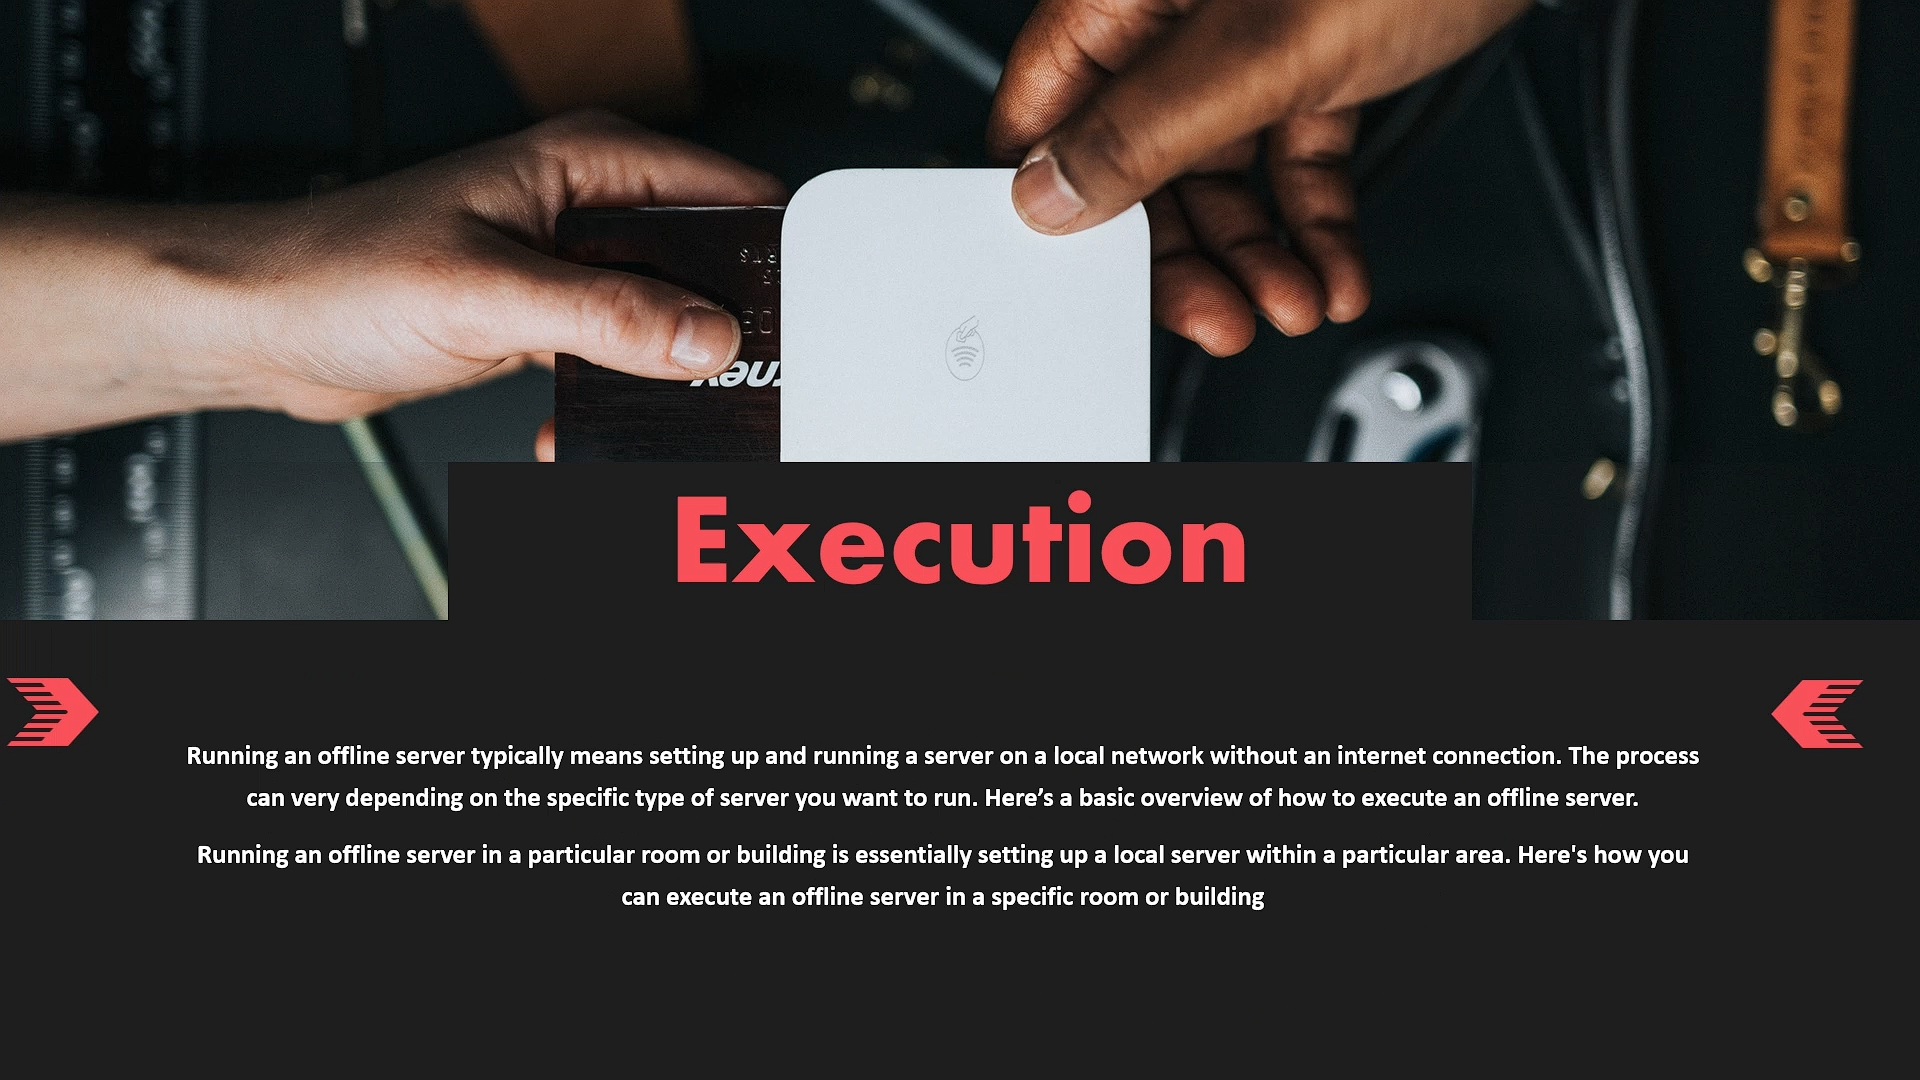 Execution
Running an offline server typically means setting up and running a server on a local network without an internet connection. The process
can very depending on the specific type of server you want to run. Here’s a basic overview of how to execute an offline server.
Running an offline server in a particular room or building is essentially setting up a local server within a particular area. Here's how you
can execute an offline server in a specific room or building